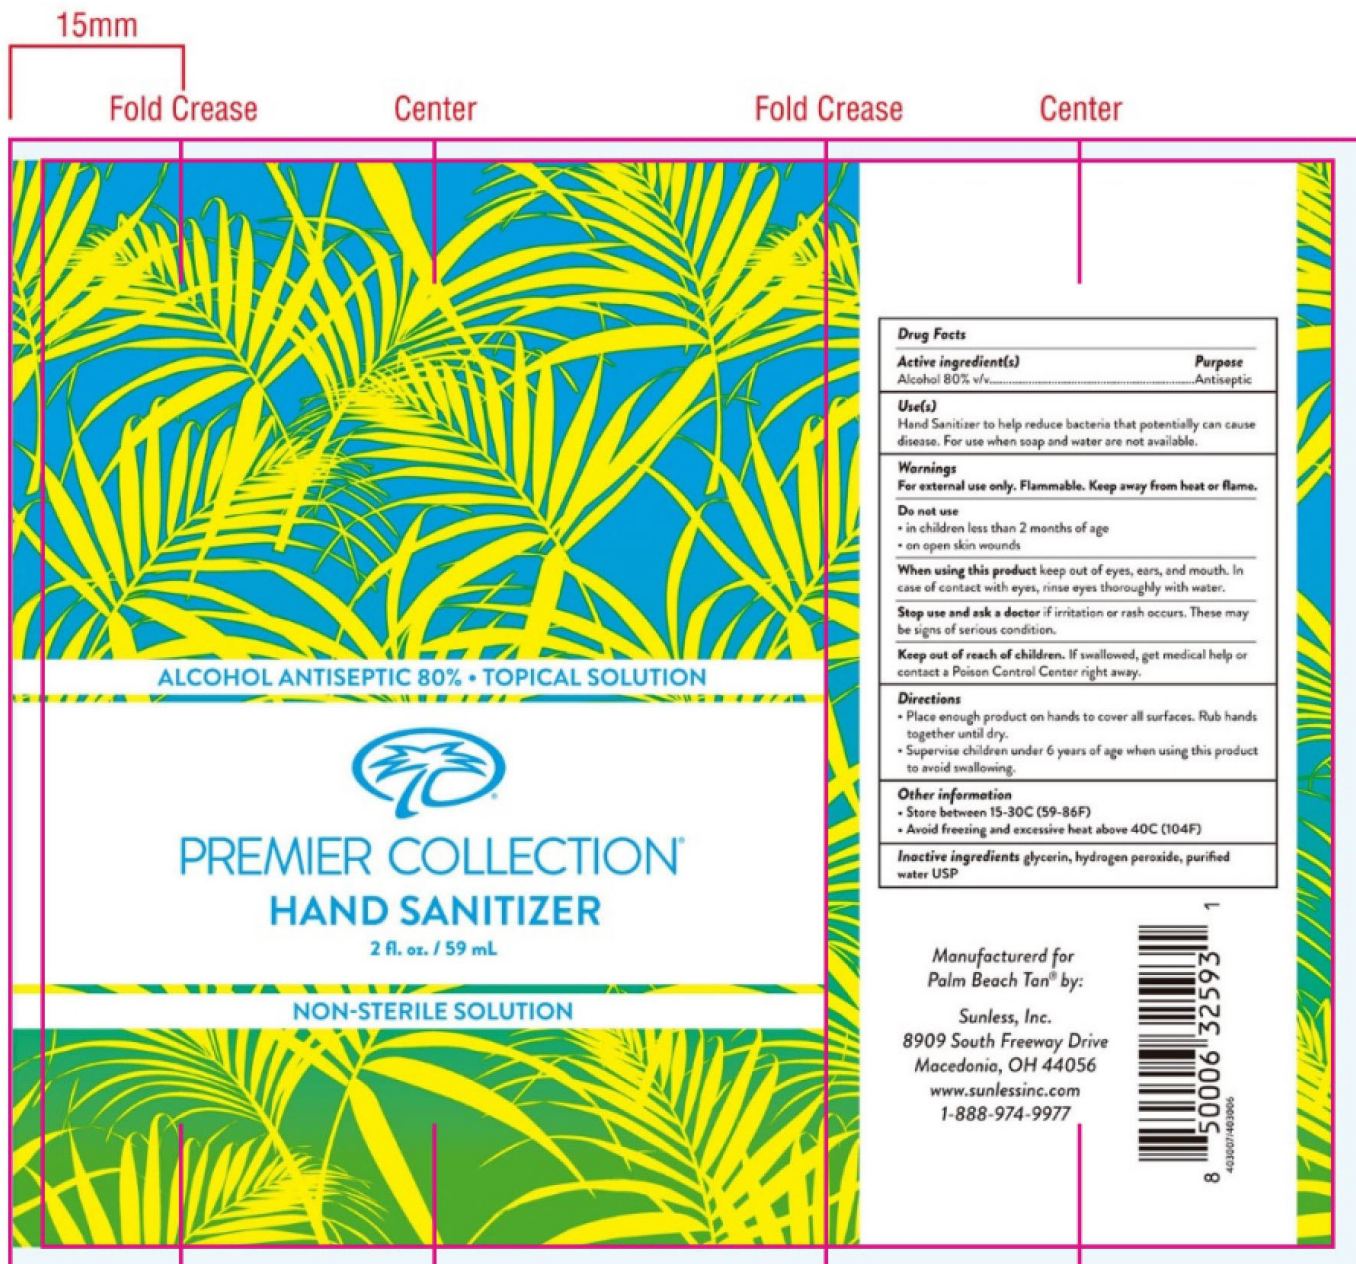 15mm
Fold Crease
Center
Fold Crease
Center
ALCOHOL ANTISEPTIC 80% • TOPICAL SOLUTION
PREMIER COLLECTION®
HAND SANITIZER
2 fl. oz. / 59 mL
NON-STERILE SOLUTION
Drug Facts
Active ingredient(s) Purpose
Alcohol 80% v/v......................................................Antiseptic
Use(s)
Hand Sanitizer to help reduce bacteria that potentially can cause
disease. For use when soap and water are not available.
Warnings
For external use only. Flammable. Keep away from heat or flame.
Do not use
• in children less than 2 months of age
• on open skin wounds
When using this product keep out of eyes, ears, and mouth. In
case of contact with eyes, rinse eyes thoroughly with water.
Stop use and ask a doctor if irritation or rash occurs. These may
be signs of serious condition.
Keep out of reach of children. If swallowed, get medical help or
contact a Poison Control Center right away.
Directions
• Place enough product on hands to cover all surfaces. Rub hands
together until dry.
• Supervise children under 6 years of age when using this product
to avoid swallowing.
Other information
• Store between 15-30C (59-86F)
• Avoid freezing and excessive heat above 40C (104F)
Inactive ingredients glycerin, hydrogen peroxide, purified
water USP
Manufacturerd for
Palm Beach Tan® by:
Sunless, Inc.
8909 South Freeway Drive
Macedonia, OH 44056
www.sunlessinc.com
1-888-974-9977
8 50006 32593 1
403007/403006